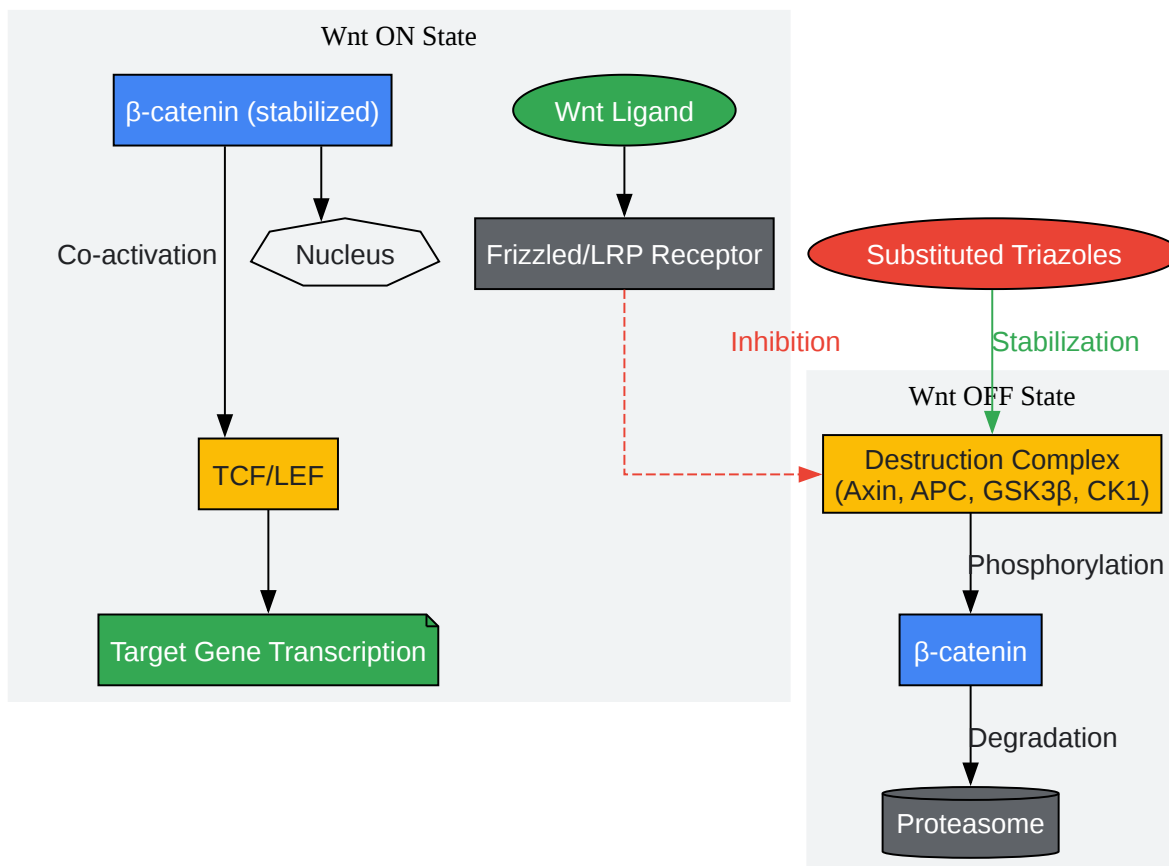 Wnt ON State
β-catenin (stabilized)
Wnt Ligand
Co-activation
Nucleus
Frizzled/LRP Receptor
Substituted Triazoles
Inhibition
Stabilization
Wnt OFF State
TCF/LEF
Destruction Complex
(Axin, APC, GSK3β, CK1)
Phosphorylation
Target Gene Transcription
β-catenin
Degradation
Proteasome